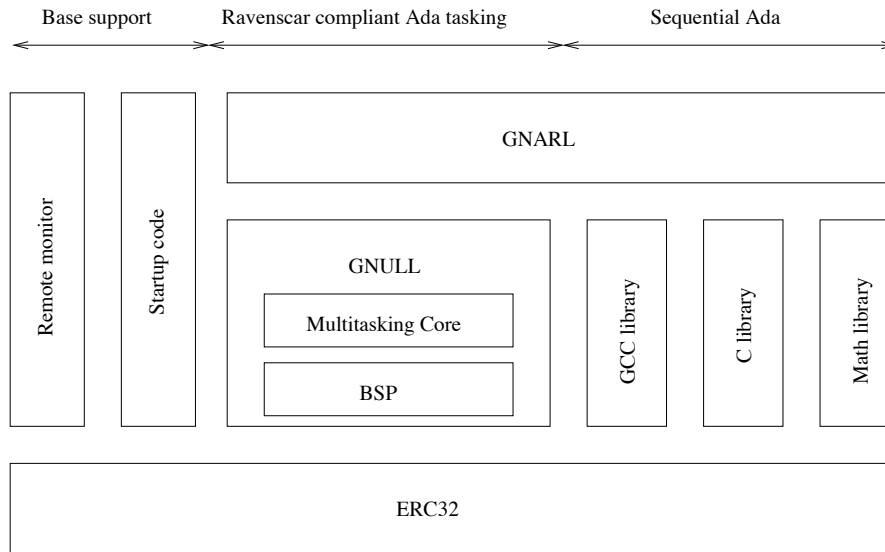 Base support
Ravenscar compliant Ada tasking
Sequential Ada
GNARL
Remote monitor
Startup code
GNULL
Multitasking Core
BSP
GCC library
C library
Math library
ERC32